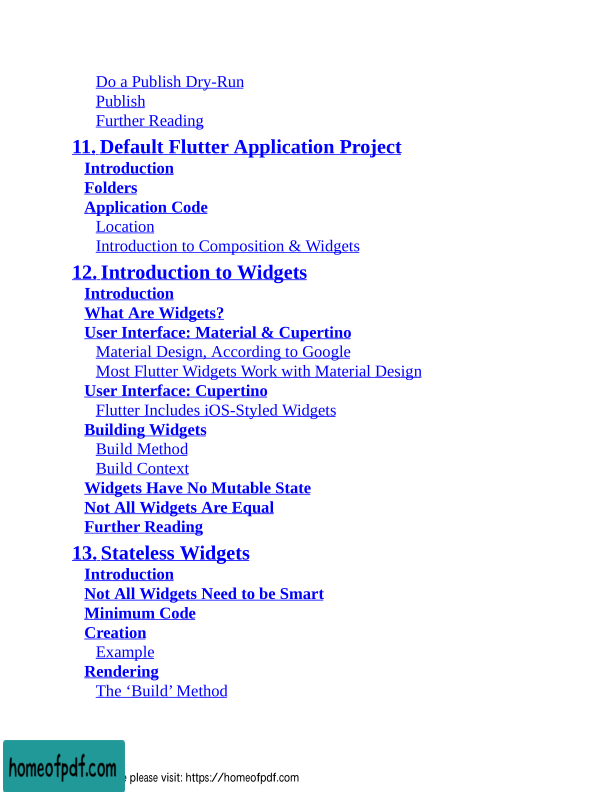 Do a Publish Dry-Run
Publish
Further Reading
11. Default Flutter Application Project
Introduction
Folders
Application Code
Location
Introduction to Composition & Widgets
12. Introduction to Widgets
Introduction
What Are Widgets?
User Interface: Material & Cupertino
Material Design, According to Google
Most Flutter Widgets Work with Material Design
User Interface: Cupertino
Flutter Includes iOS-Styled Widgets
Building Widgets
Build Method
Build Context
Widgets Have No Mutable State
Not All Widgets Are Equal
Further Reading
13. Stateless Widgets
Introduction
Not All Widgets Need to be Smart
Minimum Code
Creation
Example
Rendering
The ‘Build’ Method
homeofpdf.com
please visit: https://homeofpdf.com